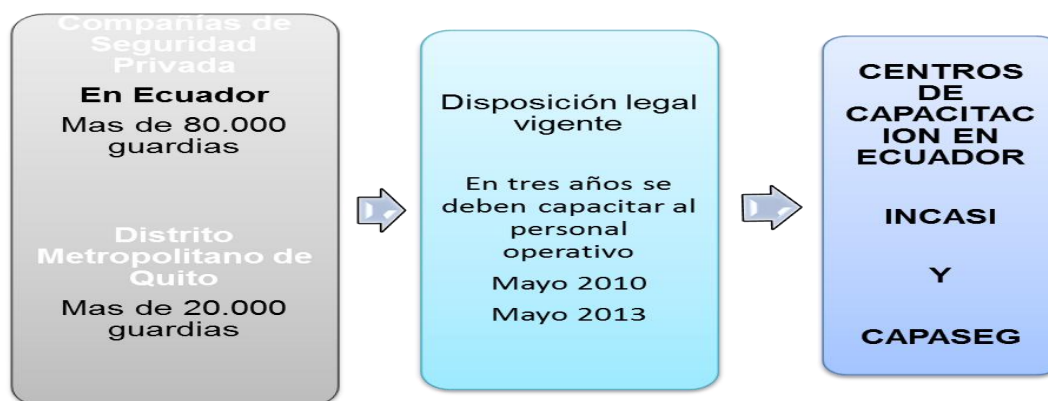 Compañías de
Seguridad
Privada
En Ecuador
Mas de 80.000
guardias
Distrito
Metropolitano de
Quito
Mas de 20.000
guardias
Disposición legal
vigente
En tres años se
deben capacitar al
personal
operativo
Mayo 2010
Mayo 2013
CENTROS
DE
CAPACITAC
ION EN
ECUADOR
INCASI
Y
CAPASEG